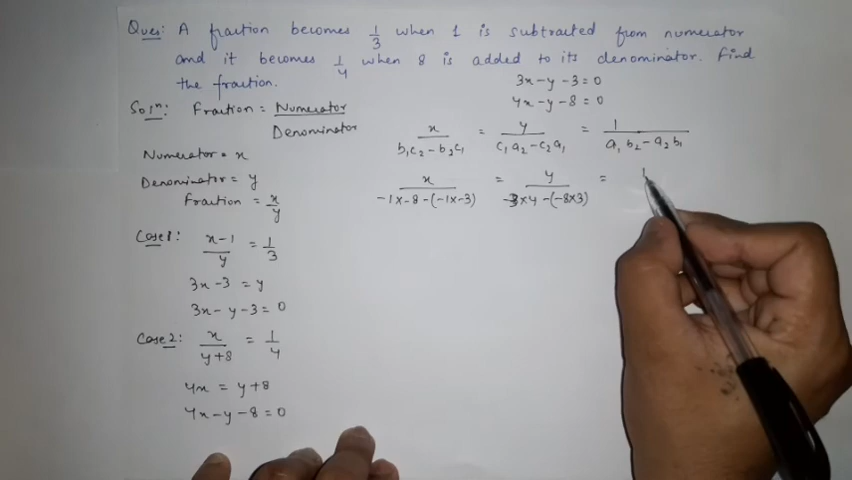 Ques: A fraction becomes 1/3 when 1 is subtracted from numerator
and it becomes 1/4 when 8 is added to its denominator. Find
the fraction.
Solⁿ: Fraction = Numerator/Denominator
Numerator = x
Denominator = y
Fraction = x/y
Case 1: (x-1)/y = 1/3
3x-3 = y
3x-y-3=0
Case 2: x/(y+8) = 1/4
4x = y+8
4x-y-8=0
3x-y-3=0
4x-y-8=0
x/(b₁c₂-b₂c₁) = y/(c₁a₂-c₂a₁) = 1/(a₁b₂-a₂b₁)
x/(-1x-8-(-1x-3)) = y/(-3x4-(-8x3)) = 1